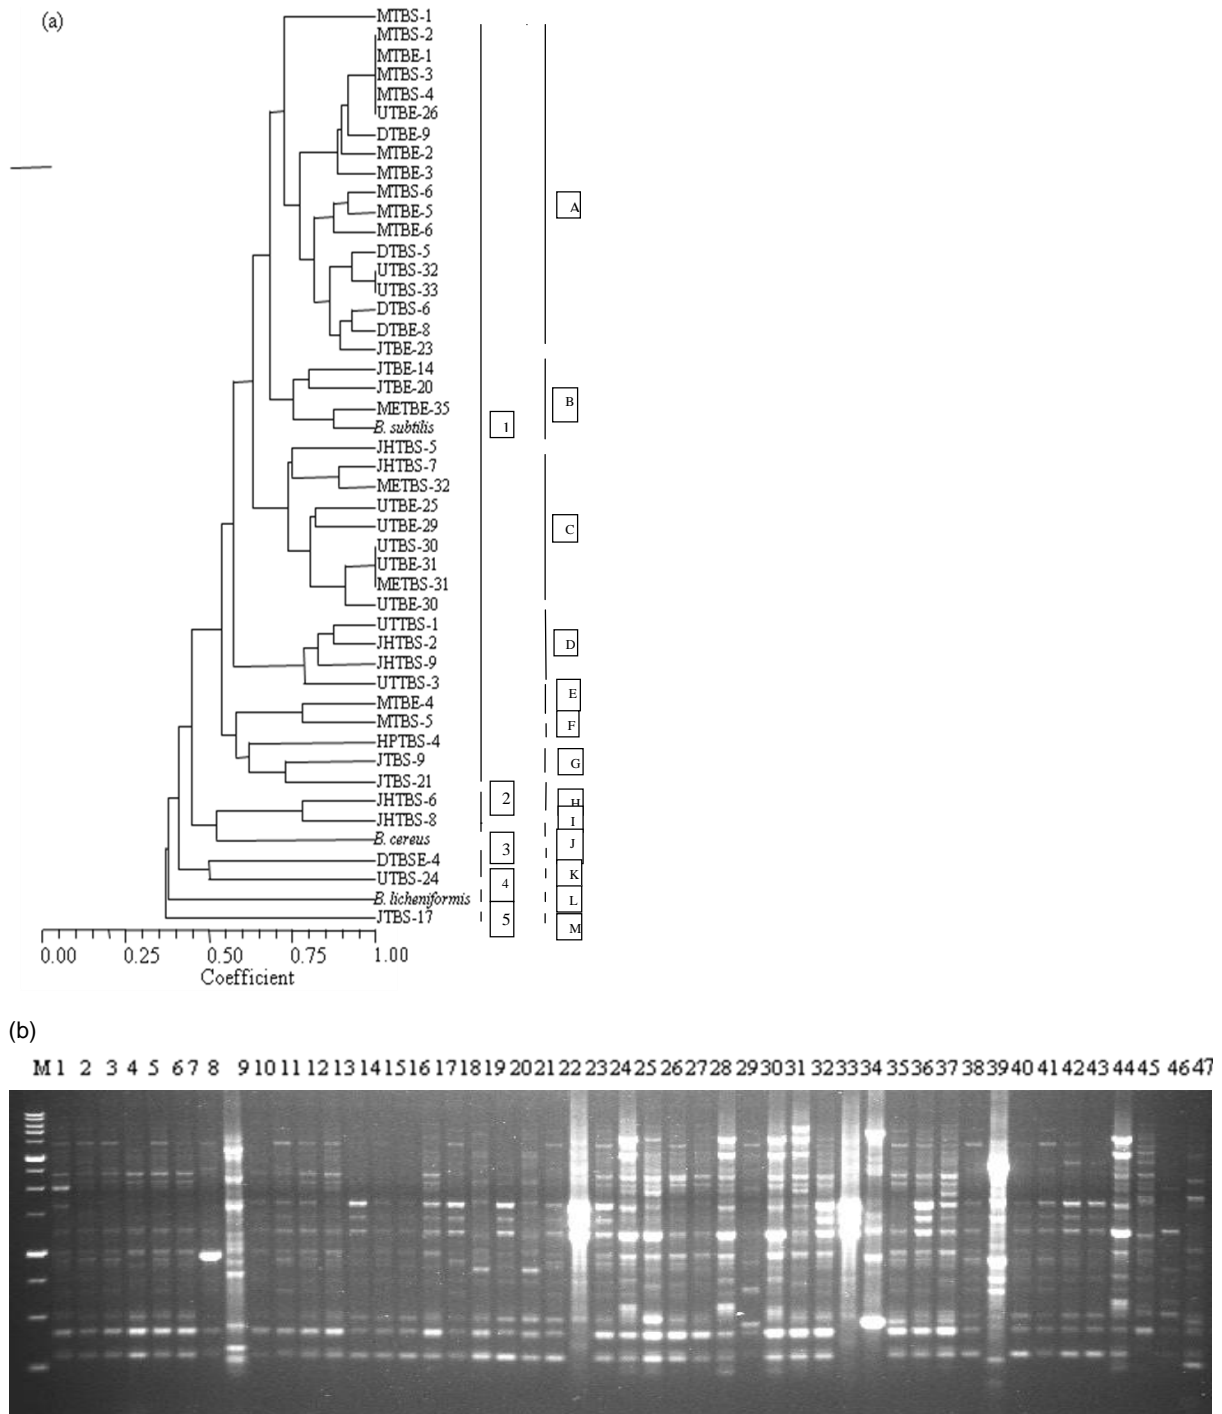 (a)
MTBS-1
MTBS-2
MTBE-1
MTBS-3
MTBS-4
UTBE-26
DTBE-9
MTBE-2
MTBE-3
MTBS-6
MTBE-5
MTBE-6
DTBS-5
UTBS-32
UTBS-33
DTBS-6
DTBE-8
JTBE-23
JTBE-14
JTBE-20
METBE-35
B. subtilis
JHTBS-5
JHTBS-7
METBS-32
UTBE-25
UTBE-29
UTBS-30
UTBE-31
METBS-31
UTBE-30
UTTBS-1
JHTBS-2
JHTBS-9
UTTBS-3
MTBE-4
MTBS-5
HPTBS-4
JTBS-9
JTBS-21
JHTBS-6
JHTBS-8
B. cereus
DTBSE-4
UTBS-24
B. licheniformis
JTBS-17
1
2
3
4
5
A
B
C
D
E
F
G
H
I
J
K
L
M
0.00 0.25 0.50 0.75 1.00
Coefficient
(b)
M 1 2 3 4 5 6 7 8 9 10 11 12 13 14 15 16 17 18 19 20 21 22 23 24 25 26 27 28 29 30 31 32 33 34 35 36 37 38 39 40 41 42 43 44 45 46 47